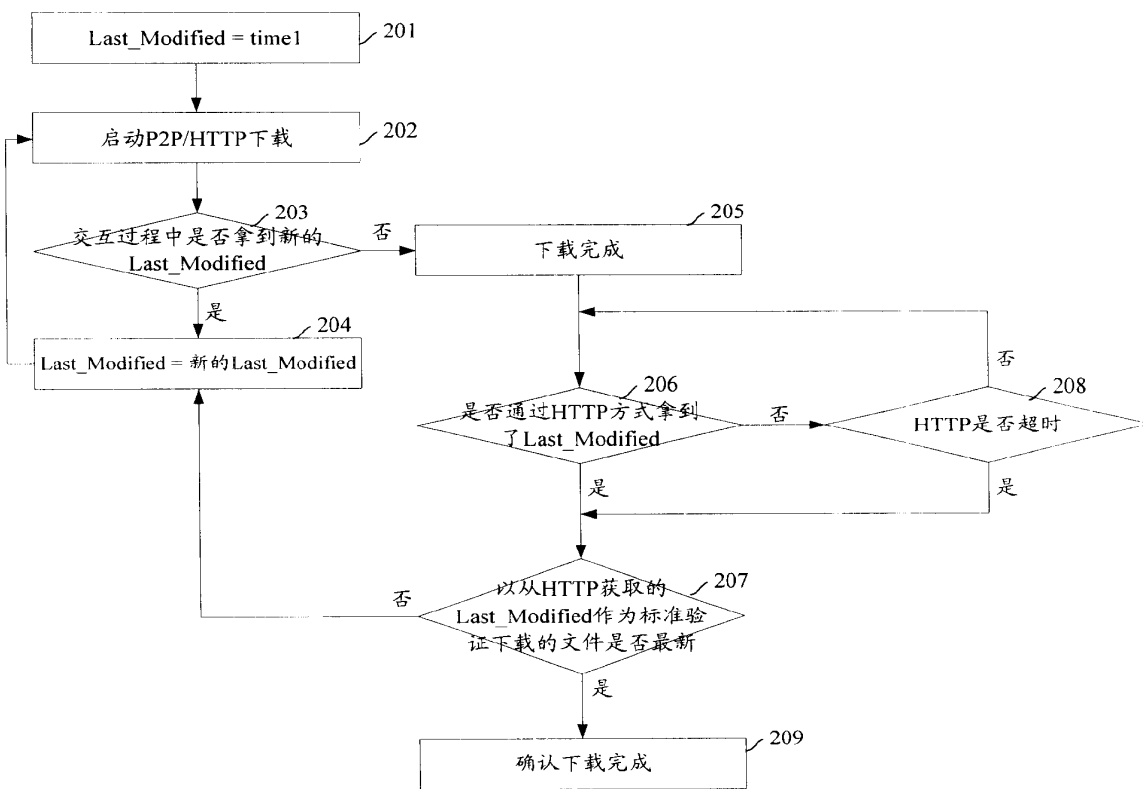 Last_Modified = time1
201
启动P2P/HTTP下载
202
203
交互过程中是否拿到新的
Last_Modified
否
205
下载完成
是
204
Last_Modified = 新的Last_Modified
否
206
是否通过HTTP方式拿到
了Last_Modified
否
208
HTTP是否超时
是
是
207
以从HTTP获取的
Last_Modified作为标准验
证下载的文件是否最新
否
是
209
确认下载完成